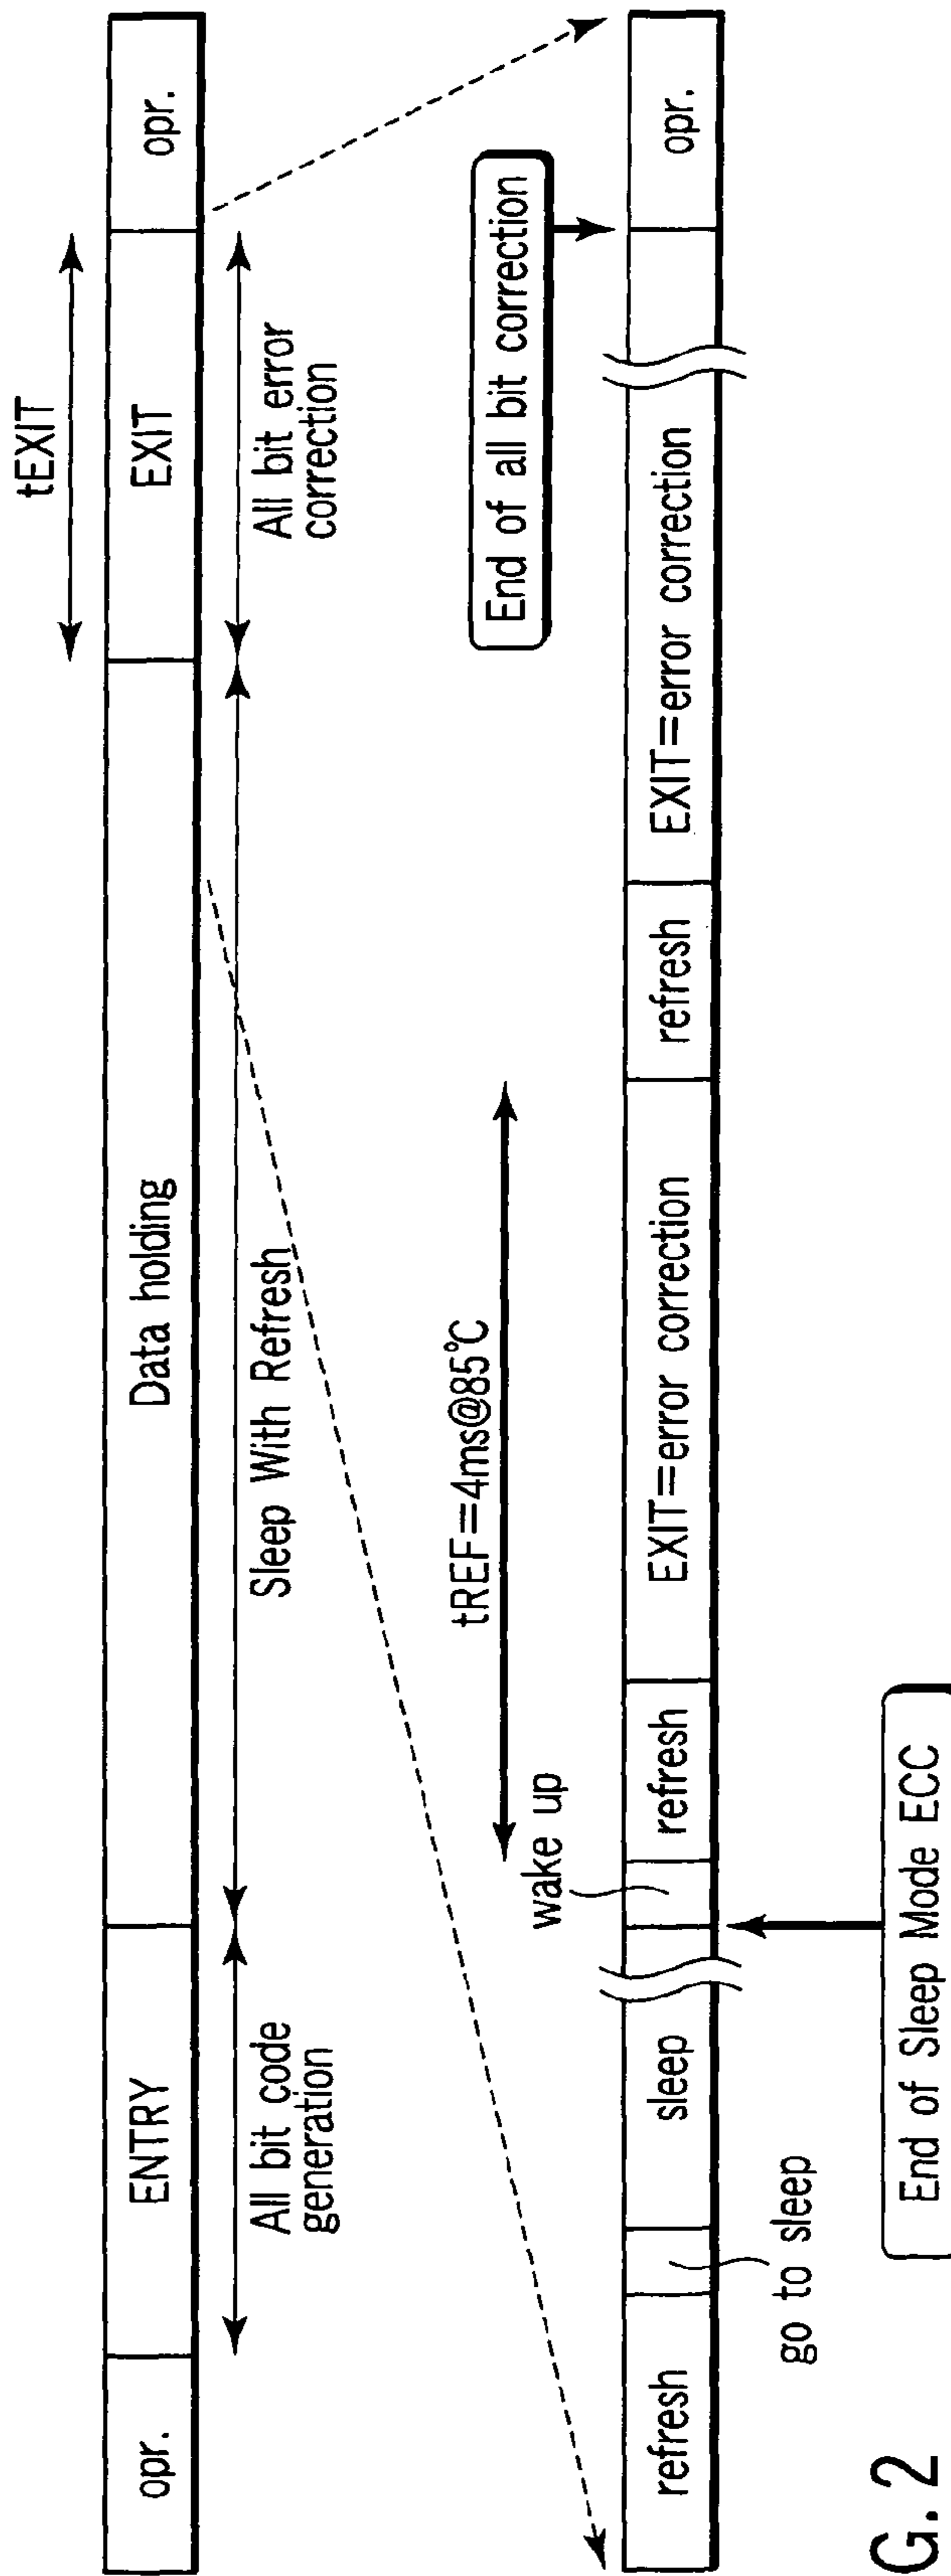 tEXIT
opr.
ENTRY
Data holding
EXIT
opr.
All bit code
generation
Sleep With Refresh
All bit error
correction
End of all bit correction
tREF=4ms@85℃
wake up
refresh
sleep
refresh
EXIT=error correction
refresh
EXIT=error correction
opr.
go to sleep
End of Sleep Mode ECC
G. 2